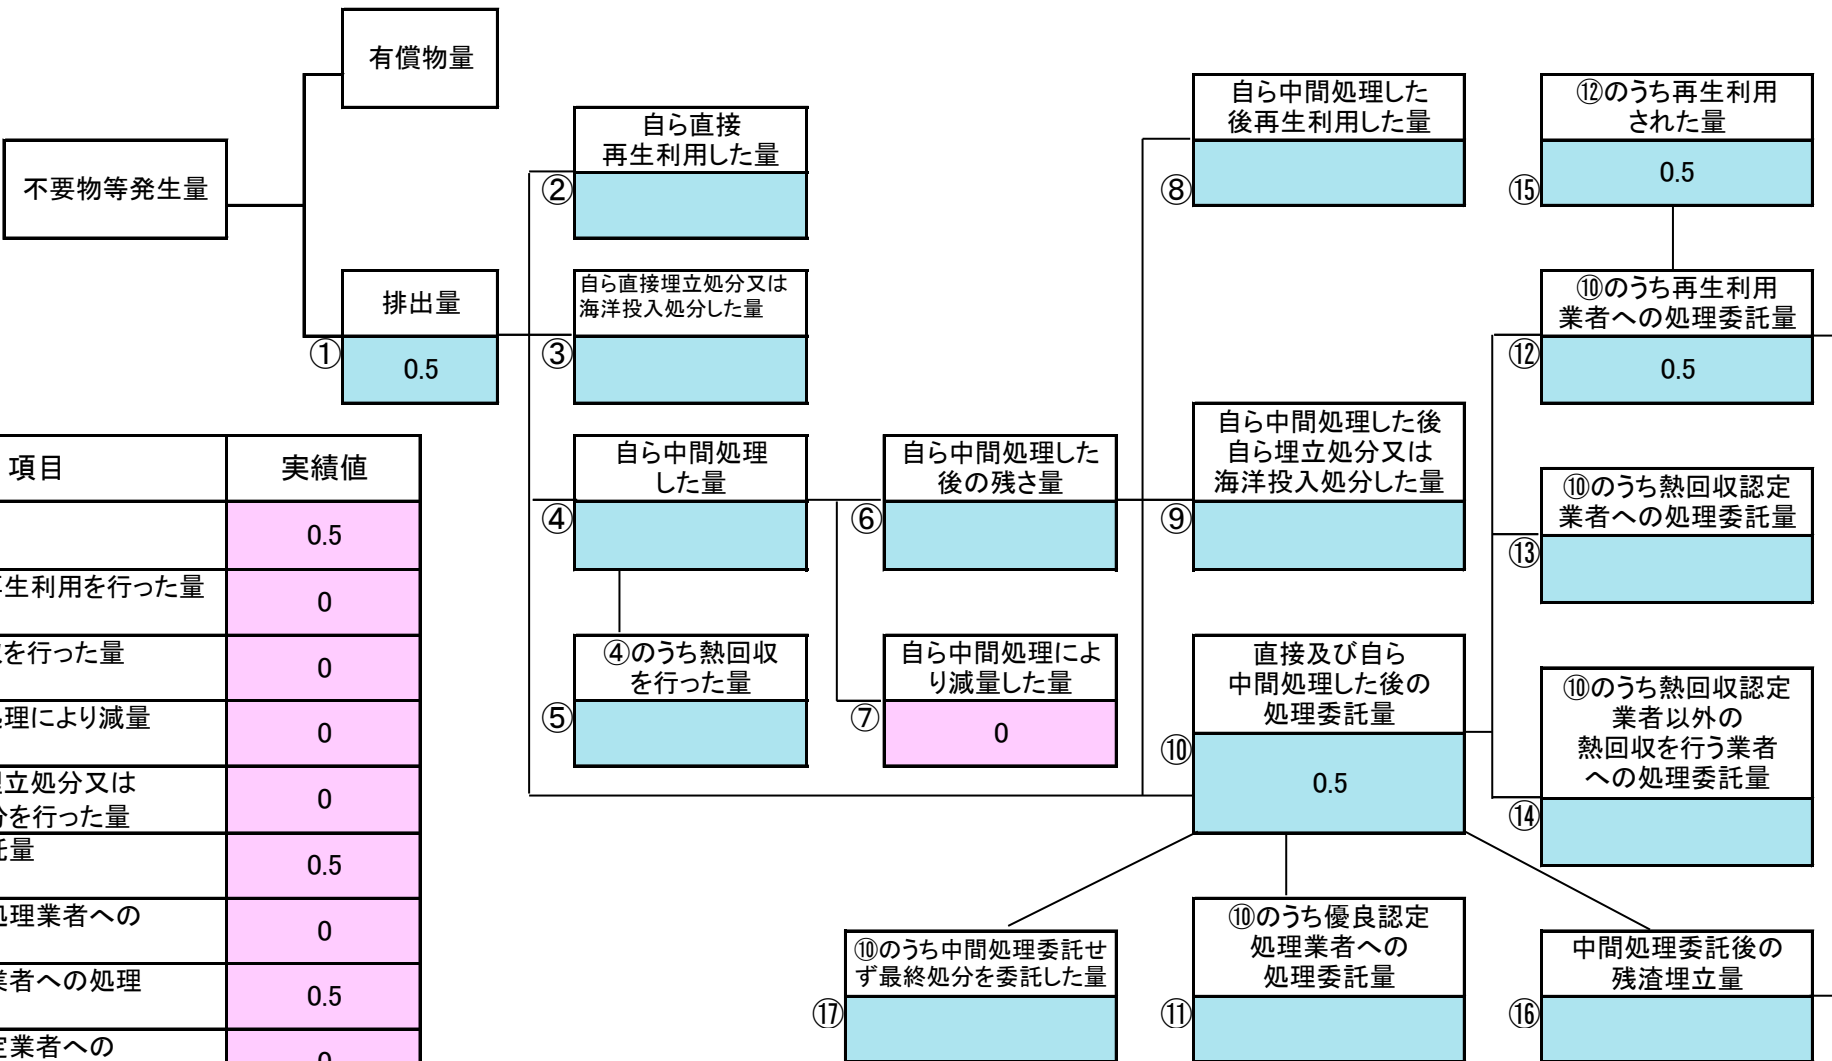 有償物量
不要物等発生量
排出量
①
0.5
自ら直接
再生利用した量
②
自ら直接埋立処分又は
海洋投入処分した量
③
自ら中間処理
した量
④
④のうち熱回収
を行った量
⑤
自ら中間処理した
後の残さ量
⑥
自ら中間処理によ
り減量した量
⑦
0
自ら中間処理した
後再生利用した量
⑧
自ら中間処理した後
自ら埋立処分又は
海洋投入処分した量
⑨
直接及び自ら
中間処理した後の
処理委託量
⑩
0.5
⑫のうち再生利用
された量
⑮
0.5
⑩のうち再生利用
業者への処理委託量
⑫
0.5
⑩のうち熱回収認定
業者への処理委託量
⑬
⑩のうち熱回収認定
業者以外の
熱回収を行う業者
への処理委託量
⑭
⑩のうち中間処理委託せ
ず最終処分を委託した量
⑰
⑩のうち優良認定
処理業者への
処理委託量
⑪
中間処理委託後の
残渣埋立量
⑯
項目 実績値
0.5
生利用を行った量
0
を行った量
0
理により減量
0
立処分又は
を行った量
0
量
0.5
処理業者への
0
業者への処理
0.5
業者への
0